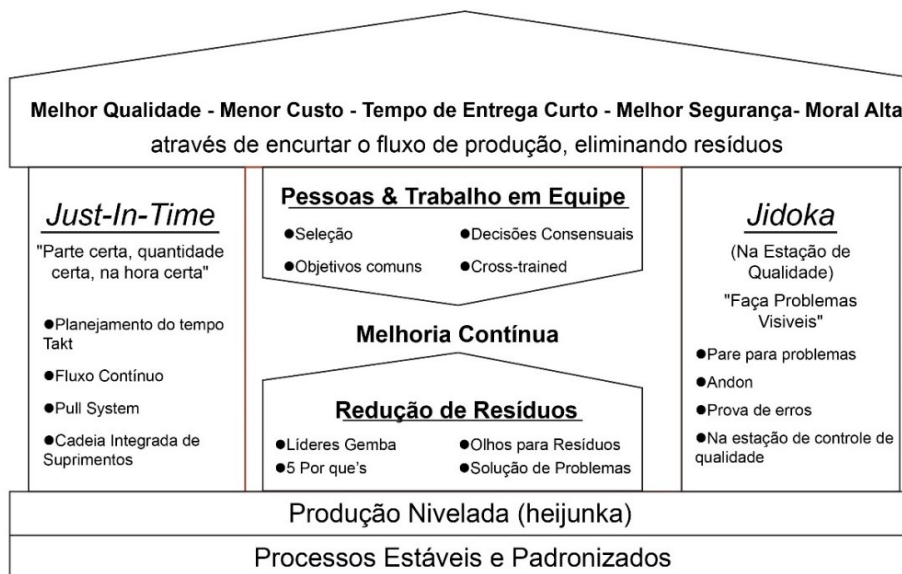 Melhor Qualidade - Menor Custo - Tempo de Entrega Curto - Melhor Segurança- Moral Alta
através de encurtar o fluxo de produção, eliminando resíduos
Just-In-Time
"Parte certa, quantidade
certa, na hora certa"
●Planejamento do tempo
Takt
●Fluxo Contínuo
●Pull System
●Cadeia Integrada de
Suprimentos
Pessoas & Trabalho em Equipe
●Seleção
●Decisões Consensuais
●Objetivos comuns
●Cross-trained
Melhoria Contínua
Redução de Resíduos
●Líderes Gemba
●Olhos para Resíduos
●5 Por que's
●Solução de Problemas
Jidoka
(Na Estação de
Qualidade)
"Faça Problemas
Visiveis"
●Pare para problemas
●Andon
●Prova de erros
●Na estação de controle de
qualidade
Produção Nivelada (heijunka)
Processos Estáveis e Padronizados